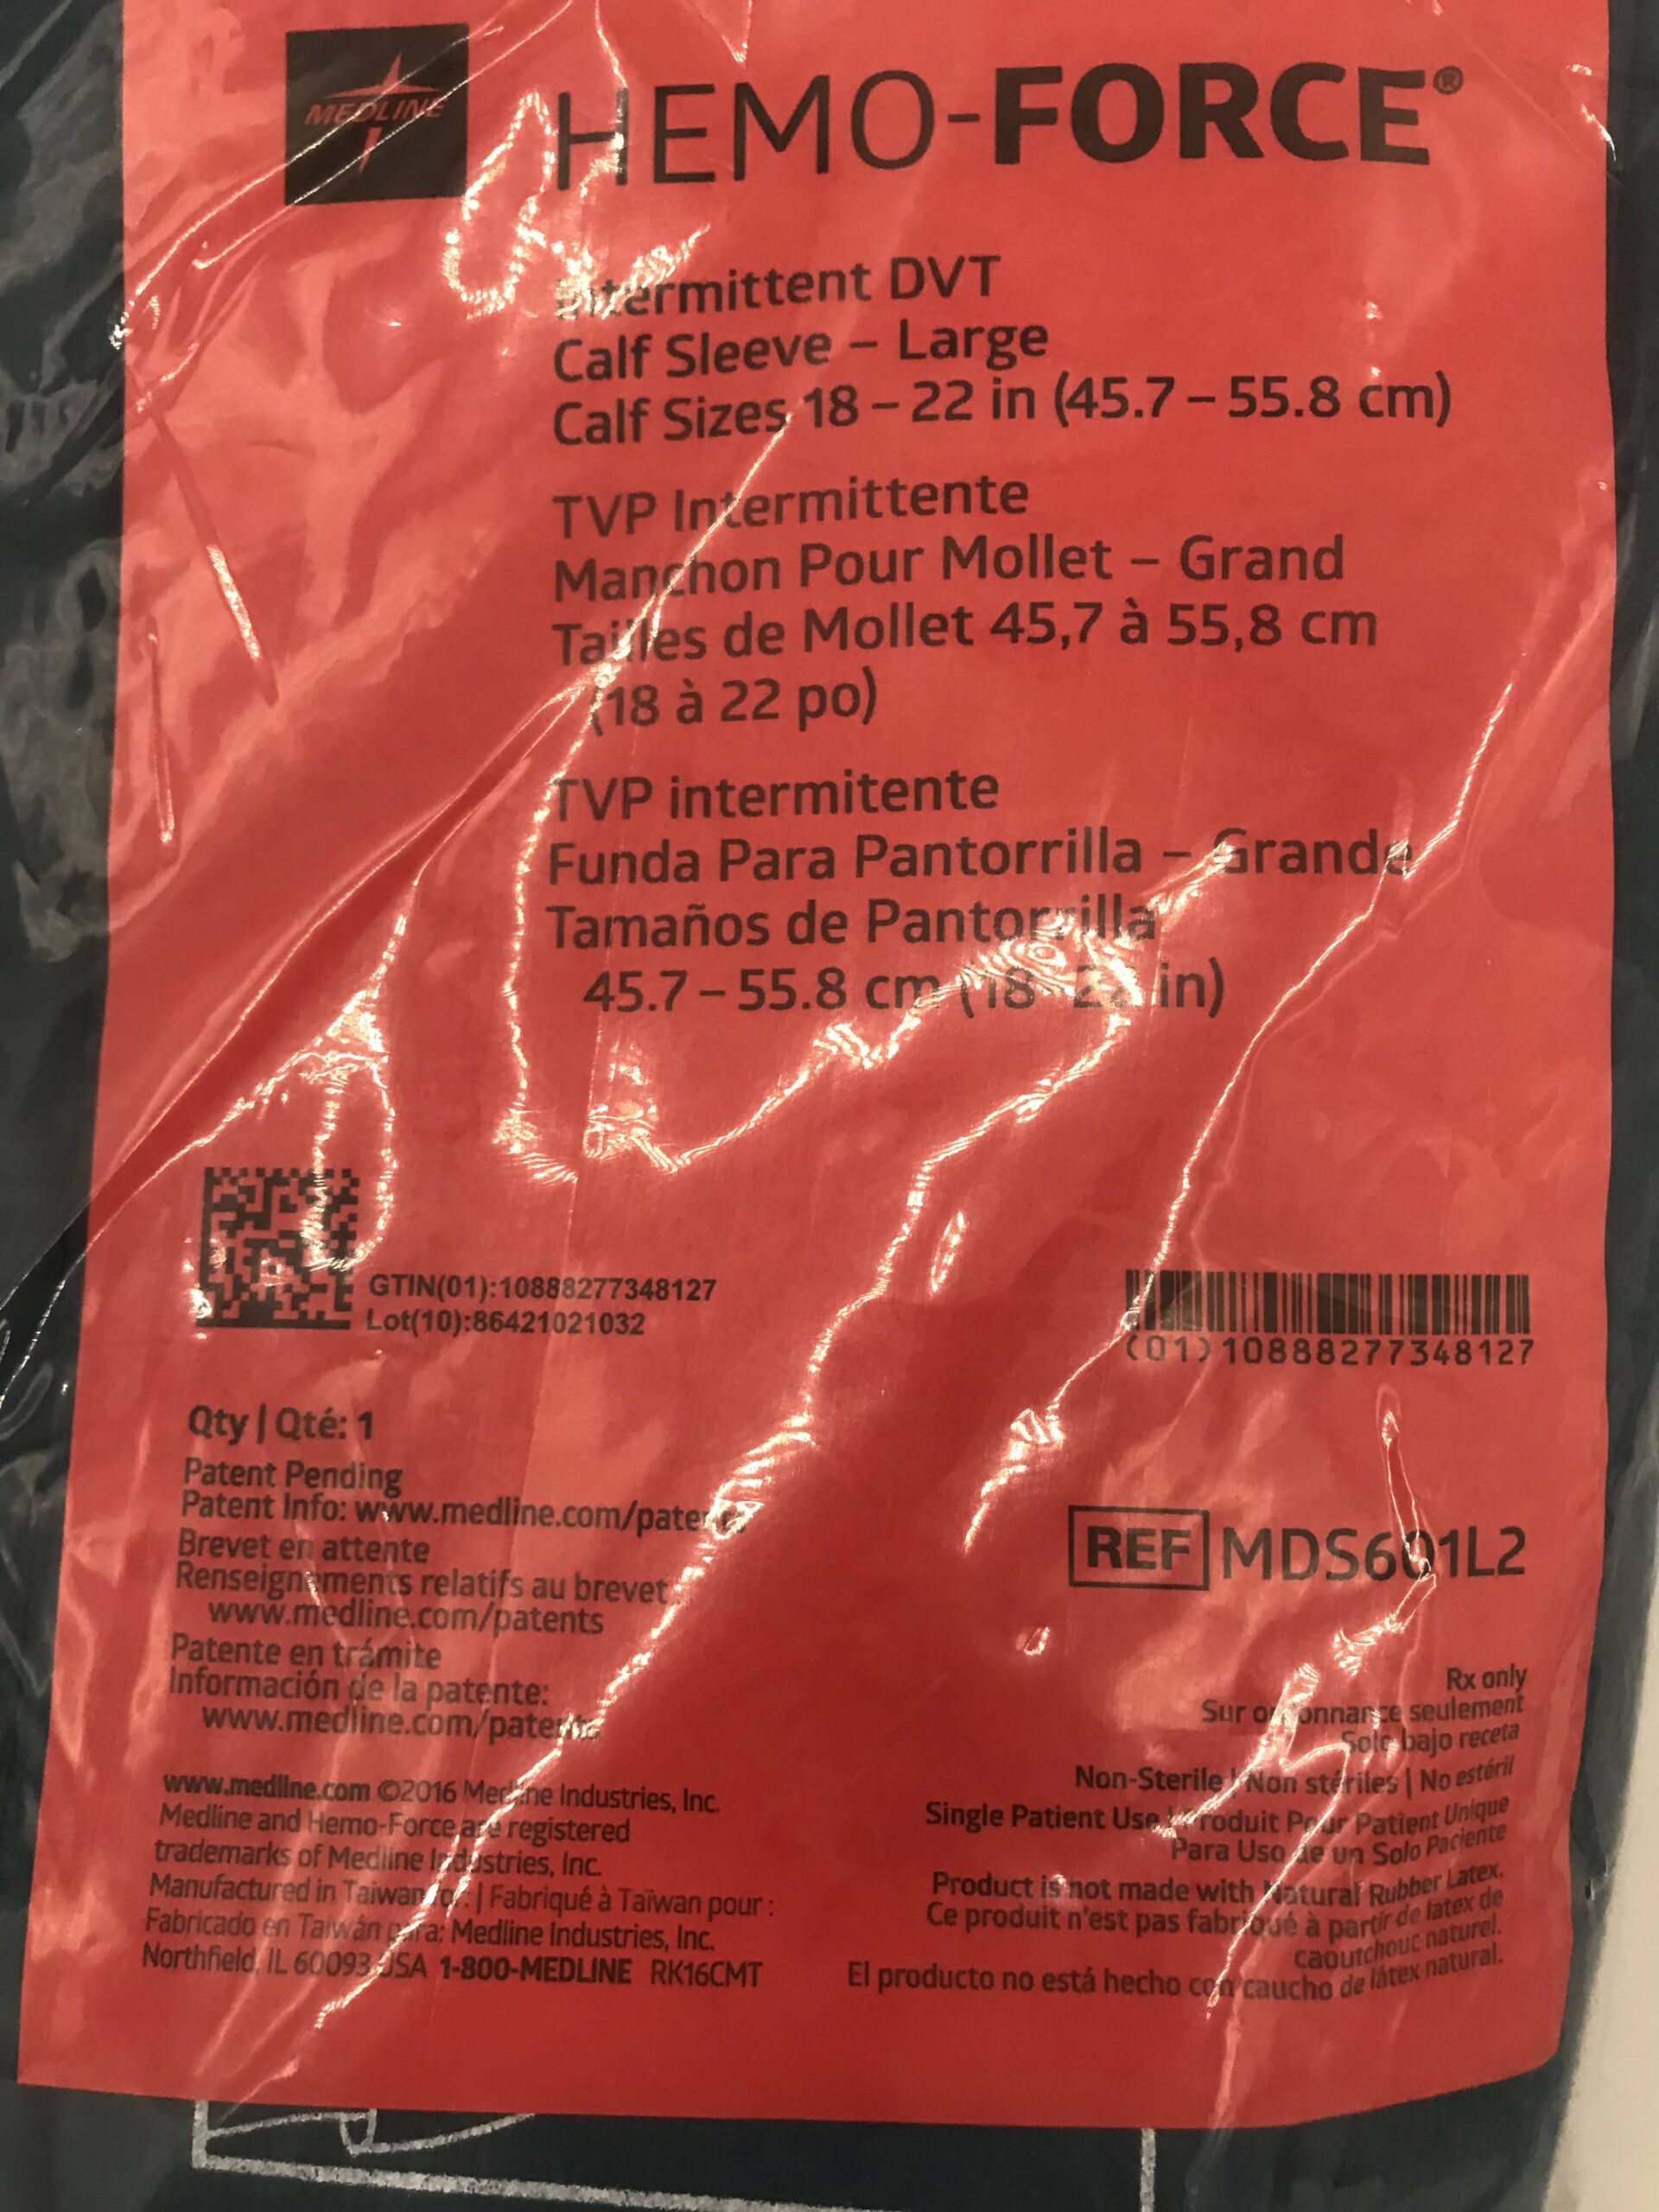 MEDLINE
HEMO-FORCE®
Intermittent DVT
Calf Sleeve – Large
Calf Sizes 18 – 22 in (45.7 – 55.8 cm)
TVP Intermittente
Manchon Pour Mollet – Grand
Tailles de Mollet 45,7 à 55,8 cm
(18 à 22 po)
TVP intermitente
Funda Para Pantorrilla – Grande
Tamaños de Pantorrilla
45.7 – 55.8 cm (18 – 22 in)
GTIN(01):10888277348127
Lot(10):86421021032
(01)10888277348127
Qty | Qté: 1
Patent Pending
Patent Info: www.medline.com/patents
Brevet en attente
Renseignements relatifs au brevet :
www.medline.com/patents
Patente en trámite
Información de la patente:
www.medline.com/patents
REF MDS601L2
Rx only
Sur ordonnance seulement
Solo bajo receta
Non-Sterile | Non stériles | No estéril
Single Patient Use | Produit Pour Patient Unique
Para Uso de un Solo Paciente
Product is not made with Natural Rubber Latex.
Ce produit n'est pas fabriqué à partir de latex de
caoutchouc naturel.
El producto no está hecho con caucho de látex natural.
www.medline.com ©2016 Medline Industries, Inc.
Medline and Hemo-Force are registered
trademarks of Medline Industries, Inc.
Manufactured in Taiwan for: | Fabriqué à Taïwan pour :
Fabricado en Taiwán para: Medline Industries, Inc.
Northfield, IL 60093 USA 1-800-MEDLINE RK16CMT